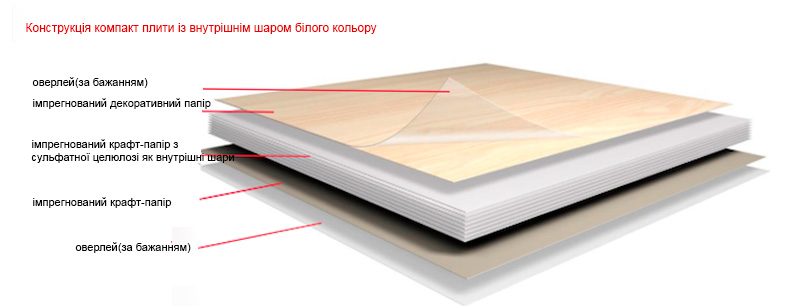 Конструкція компакт плити із внутрішнім шаром білого кольору
оверлей(за бажанням)
імпрегнований декоративний папір
імпрегнований крафт-папір з
сульфатної целюлозі як внутрішні шари
імпрегнований крафт-папір
оверлей(за бажанням)